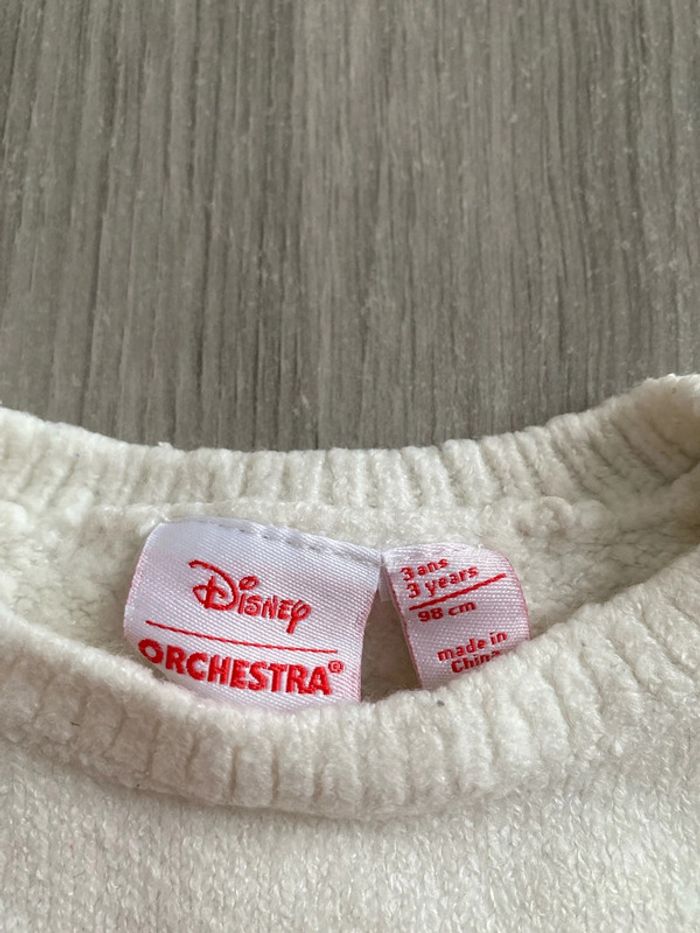 Disney
ORCHESTRA®
3 ans
3 years
98 cm
made in
China